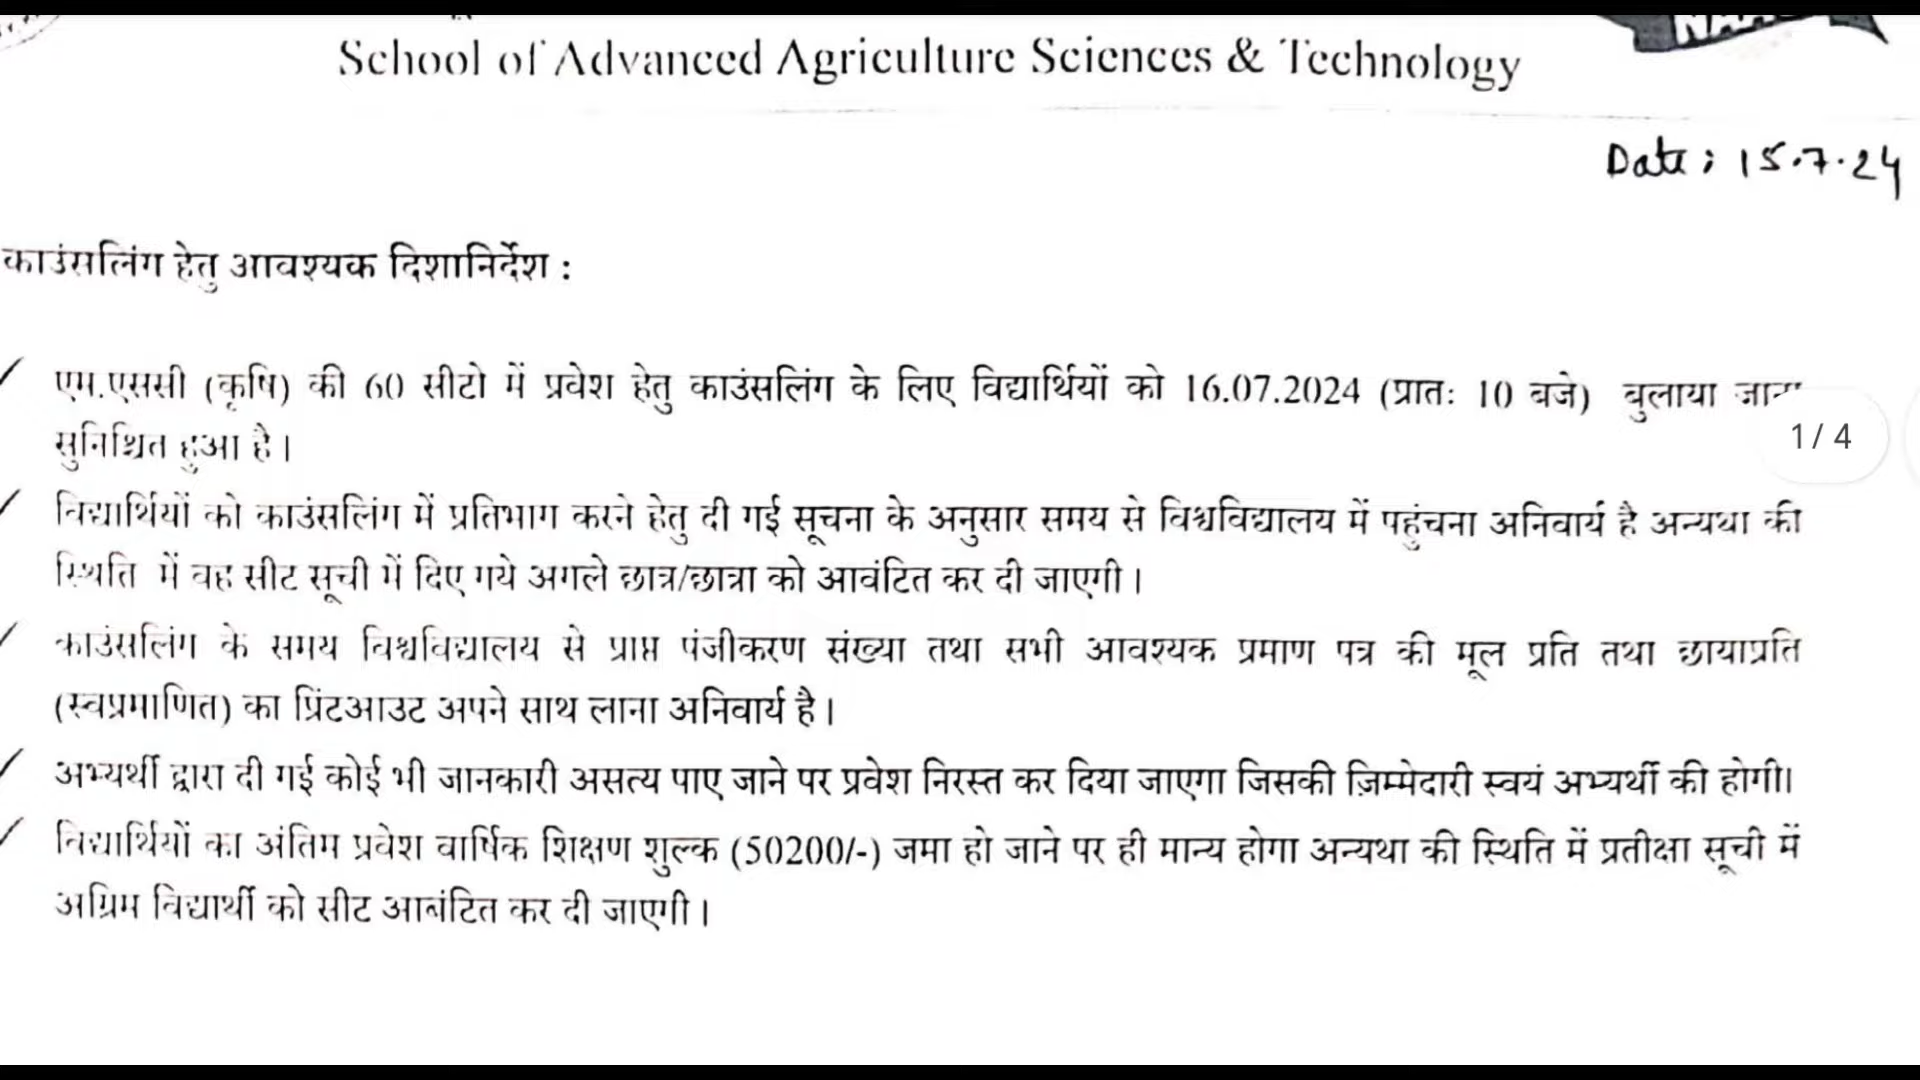 School of Advanced Agriculture Sciences & Technology
Date: 15.7.24
काउंसलिंग हेतु आवश्यक दिशानिर्देश :
एम.एससी (कृषि) की 60 सीटो में प्रवेश हेतु काउंसलिंग के लिए विद्यार्थियों को 16.07.2024 (प्रातः 10 बजे) बुलाया
1/4
सुनिश्चित हुआ है।
विद्यार्थियों को काउंसलिंग में प्रतिभाग करने हेतु दी गई सूचना के अनुसार समय से विश्वविद्यालय में पहुंचना अनिवार्य है अन्यथा की
स्थिति में वह सीट सूची में दिए गये अगले छात्र/छात्रा को आवंटित कर दी जाएगी।
काउंसलिंग के समय विश्वविद्यालय से प्राप्त पंजीकरण संख्या तथा सभी आवश्यक प्रमाण पत्र की मूल प्रति तथा छायाप्रति
(स्वप्रमाणित) का प्रिंटआउट अपने साथ लाना अनिवार्य है।
अभ्यर्थी द्वारा दी गई कोई भी जानकारी असत्य पाए जाने पर प्रवेश निरस्त कर दिया जाएगा जिसकी ज़िम्मेदारी स्वयं अभ्यर्थी की होगी।
विद्यार्थियों का अंतिम प्रवेश वार्षिक शिक्षण शुल्क (50200/-) जमा हो जाने पर ही मान्य होगा अन्यथा की स्थिति में प्रतीक्षा सूची में
अग्रिम विद्यार्थी को सीट आवंटित कर दी जाएगी।